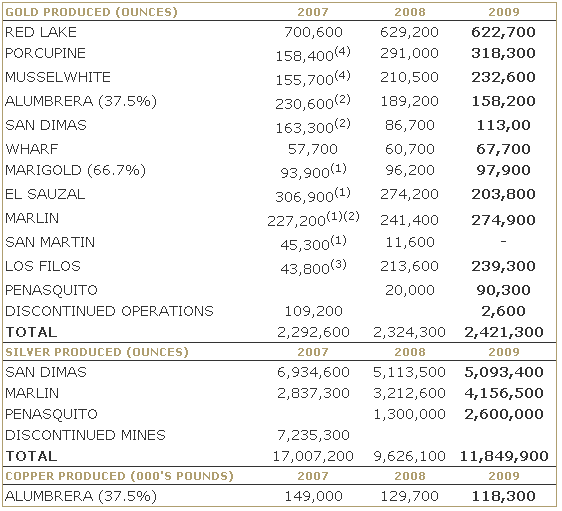 GOLD PRODUCED (OUNCES) 2007 2008 2009
RED LAKE 700,600 629,200 622,700
PORCUPINE 158,400(4) 291,000 318,300
MUSSELWHITE 155,700(4) 210,500 232,600
ALUMBRERA (37.5%) 230,600(2) 189,200 158,200
SAN DIMAS 163,300(2) 86,700 113,00
WHARF 57,700 60,700 67,700
MARIGOLD (66.7%) 93,900(1) 96,200 97,900
EL SAUZAL 306,900(1) 274,200 203,800
MARLIN 227,200(1)(2) 241,400 274,900
SAN MARTIN 45,300(1) 11,600 -
LOS FILOS 43,800(3) 213,600 239,300
PENASQUITO 20,000 90,300
DISCONTINUED OPERATIONS 109,200 2,600
TOTAL 2,292,600 2,324,300 2,421,300
SILVER PRODUCED (OUNCES) 2007 2008 2009
SAN DIMAS 6,934,600 5,113,500 5,093,400
MARLIN 2,837,300 3,212,600 4,156,500
PENASQUITO 1,300,000 2,600,000
DISCONTINUED MINES 7,235,300
TOTAL 17,007,200 9,626,100 11,849,900
COPPER PRODUCED (000'S POUNDS) 2007 2008 2009
ALUMBRERA (37.5%) 149,000 129,700 118,300